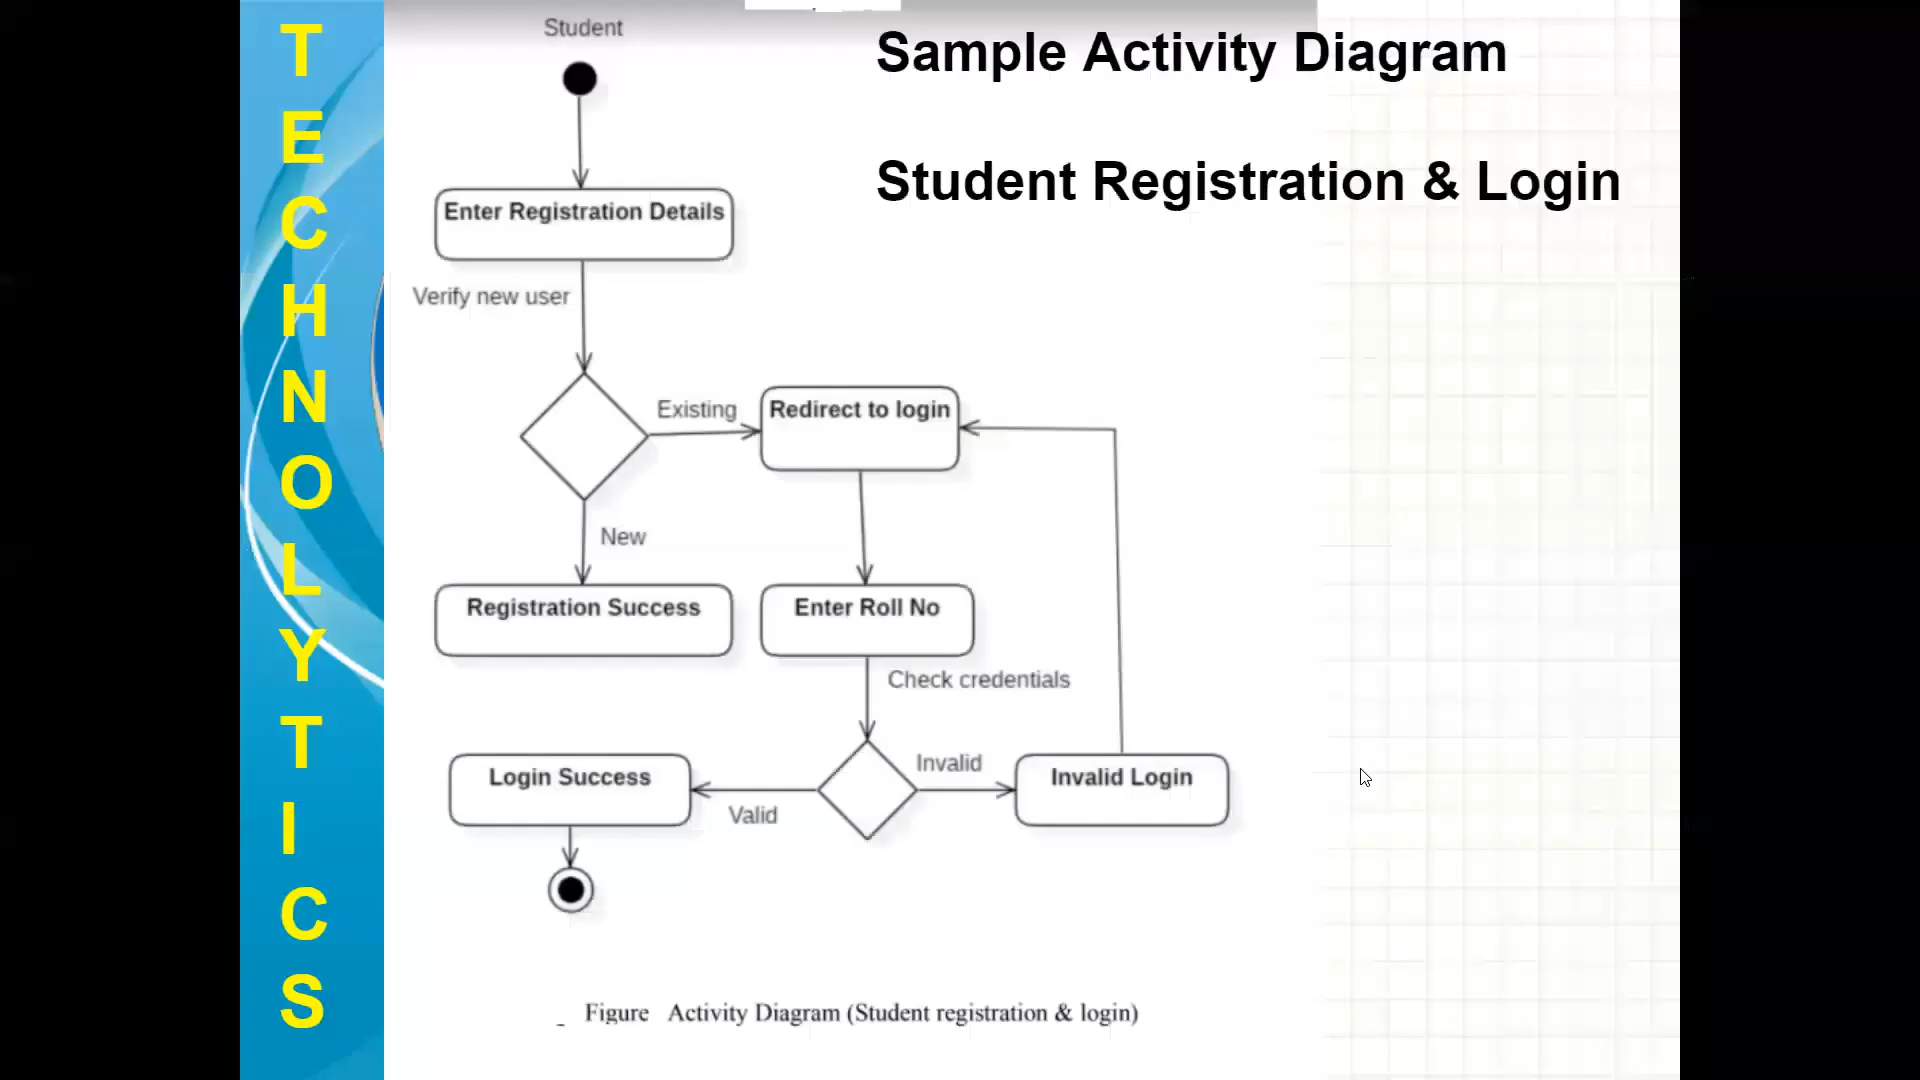 TECHNOLYTICS
Sample Activity Diagram
Student Registration & Login
Student
Enter Registration Details
Verify new user
Existing
Redirect to login
New
Registration Success
Enter Roll No
Check credentials
Login Success
Valid
Invalid
Invalid Login
Figure Activity Diagram (Student registration & login)